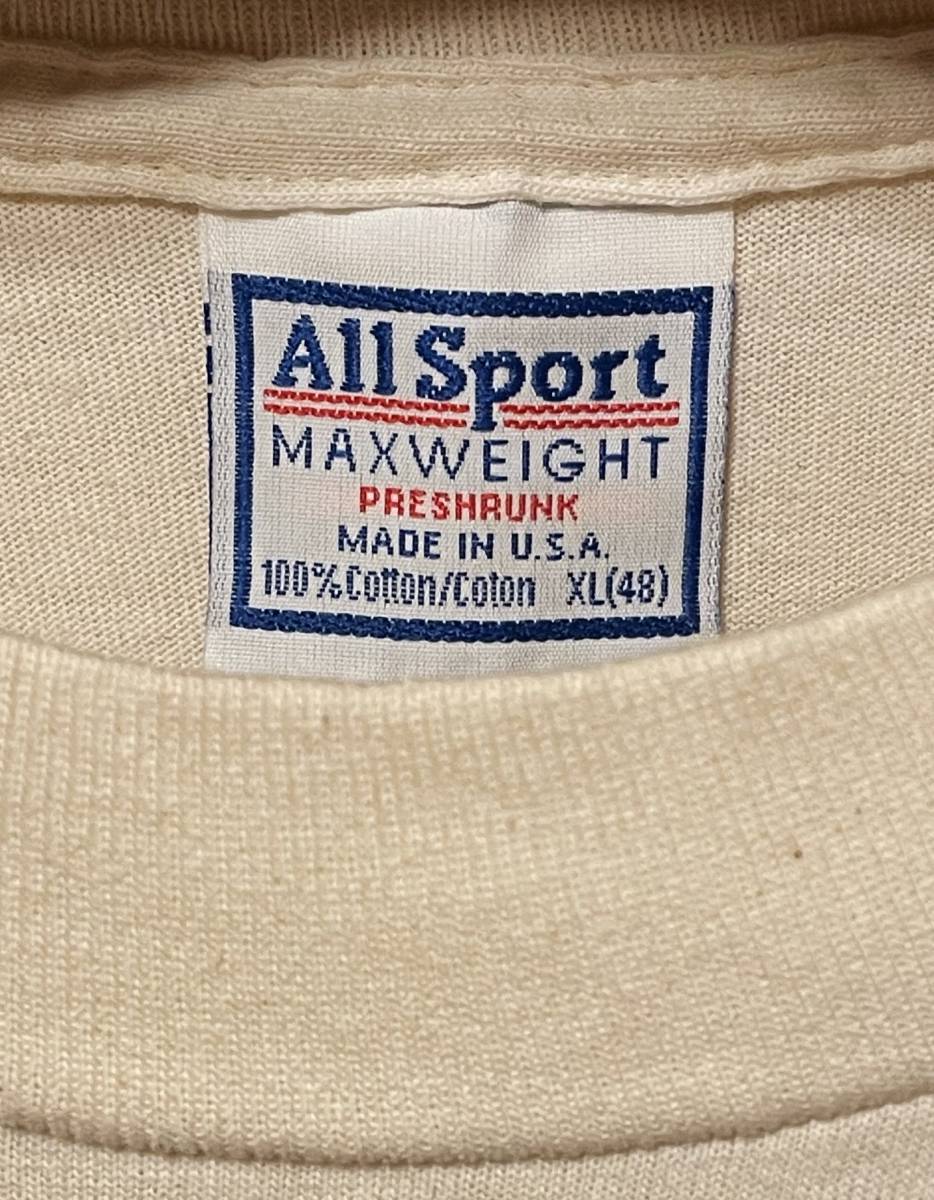 All Sport
MAXWEIGHT
PRESHRUNK
MADE IN U.S.A.
100% Cotton/Coton XL(48)